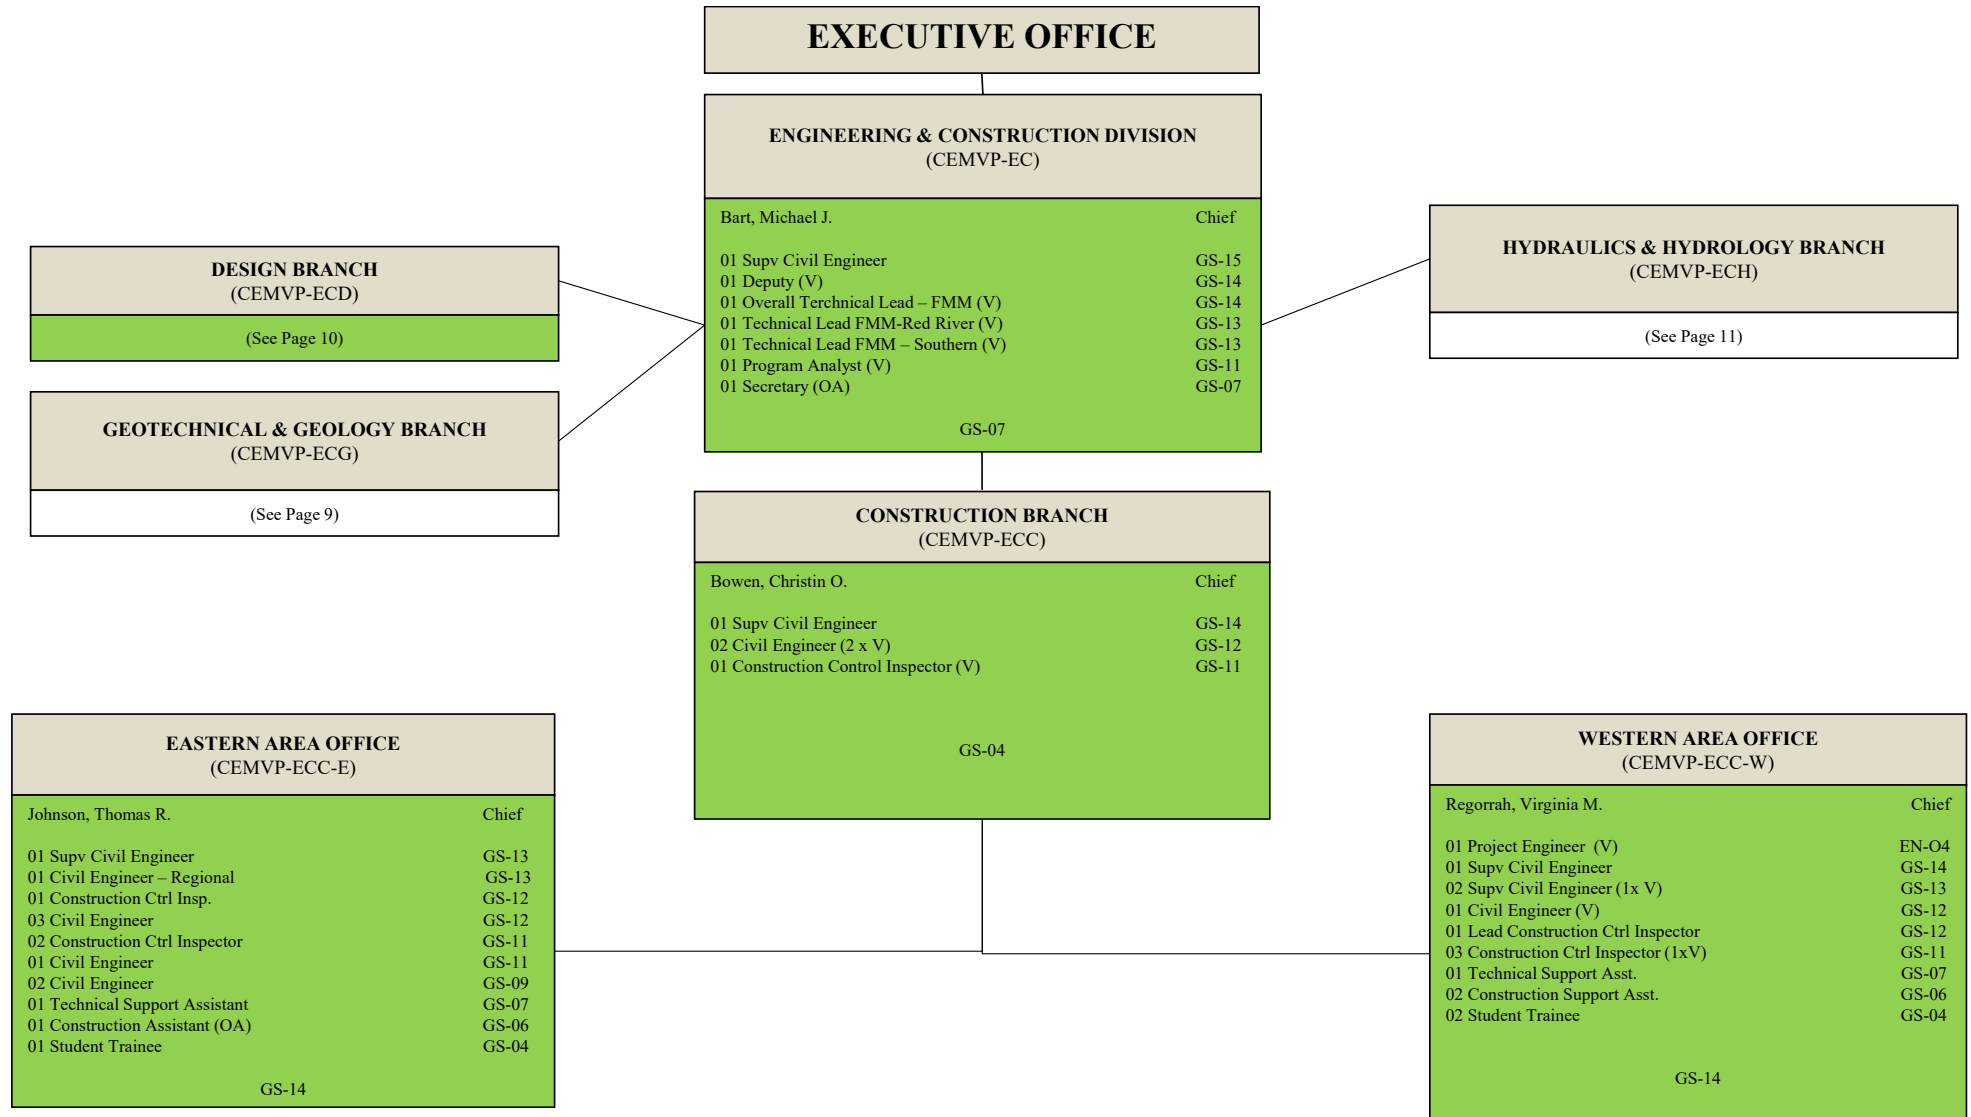 EXECUTIVE OFFICE
ENGINEERING & CONSTRUCTION DIVISION
(CEMVP-EC)
Bart, Michael J. Chief
01 Supv Civil Engineer GS-15
01 Deputy (V) GS-14
01 Overall Terchnical Lead – FMM (V) GS-14
01 Technical Lead FMM-Red River (V) GS-13
01 Technical Lead FMM – Southern (V) GS-13
01 Program Analyst (V) GS-11
01 Secretary (OA) GS-07
GS-07
DESIGN BRANCH
(CEMVP-ECD)
(See Page 10)
GEOTECHNICAL & GEOLOGY BRANCH
(CEMVP-ECG)
(See Page 9)
HYDRAULICS & HYDROLOGY BRANCH
(CEMVP-ECH)
(See Page 11)
CONSTRUCTION BRANCH
(CEMVP-ECC)
Bowen, Christin O. Chief
01 Supv Civil Engineer GS-14
02 Civil Engineer (2 x V) GS-12
01 Construction Control Inspector (V) GS-11
GS-04
EASTERN AREA OFFICE
(CEMVP-ECC-E)
Johnson, Thomas R. Chief
01 Supv Civil Engineer GS-13
01 Civil Engineer – Regional GS-13
01 Construction Ctrl Insp. GS-12
03 Civil Engineer GS-12
02 Construction Ctrl Inspector GS-11
01 Civil Engineer GS-11
02 Civil Engineer GS-09
01 Technical Support Assistant GS-07
01 Construction Assistant (OA) GS-06
01 Student Trainee GS-04
GS-14
WESTERN AREA OFFICE
(CEMVP-ECC-W)
Regorrah, Virginia M. Chief
01 Project Engineer (V) EN-O4
01 Supv Civil Engineer GS-14
02 Supv Civil Engineer (1x V) GS-13
01 Civil Engineer (V) GS-12
01 Lead Construction Ctrl Inspector GS-12
03 Construction Ctrl Inspector (1xV) GS-11
01 Technical Support Asst. GS-07
02 Construction Support Asst. GS-06
02 Student Trainee GS-04
GS-14